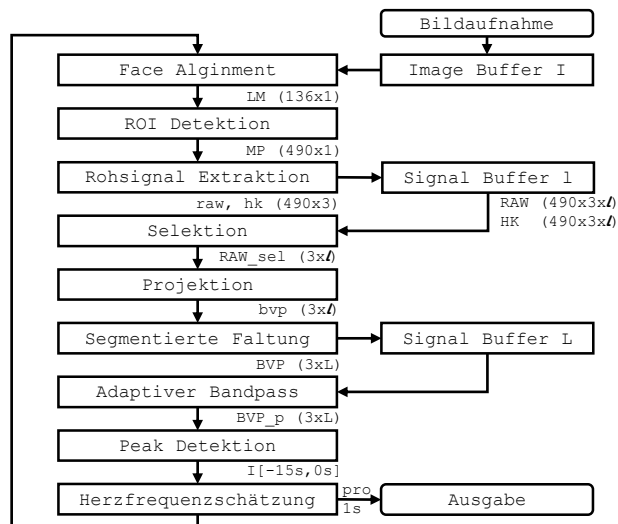 Bildaufnahme
Face Alginment
Image Buffer I
LM (136x1)
ROI Detektion
MP (490x1)
Rohsignal Extraktion
Signal Buffer l
raw, hk (490x3)
RAW (490x3xl)
HK (490x3xl)
Selektion
RAW_sel (3xl)
Projektion
bvp (3xl)
Segmentierte Faltung
Signal Buffer L
BVP (3xL)
Adaptiver Bandpass
BVP_p (3xL)
Peak Detektion
I[-15s,0s]
Herzfrequenzschätzung
pro
1s
Ausgabe